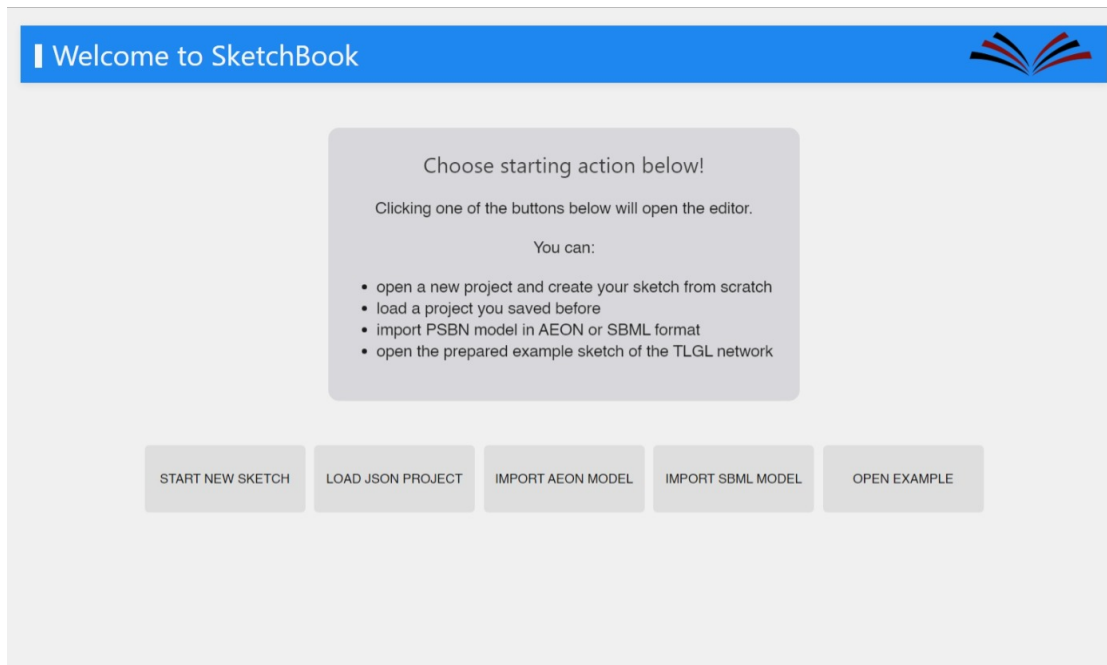 Welcome to SketchBook
Choose starting action below!
Clicking one of the buttons below will open the editor.
You can:
• open a new project and create your sketch from scratch
• load a project you saved before
• import PSBN model in AEON or SBML format
• open the prepared example sketch of the TLGL network
START NEW SKETCH
LOAD JSON PROJECT
IMPORT AEON MODEL
IMPORT SBML MODEL
OPEN EXAMPLE